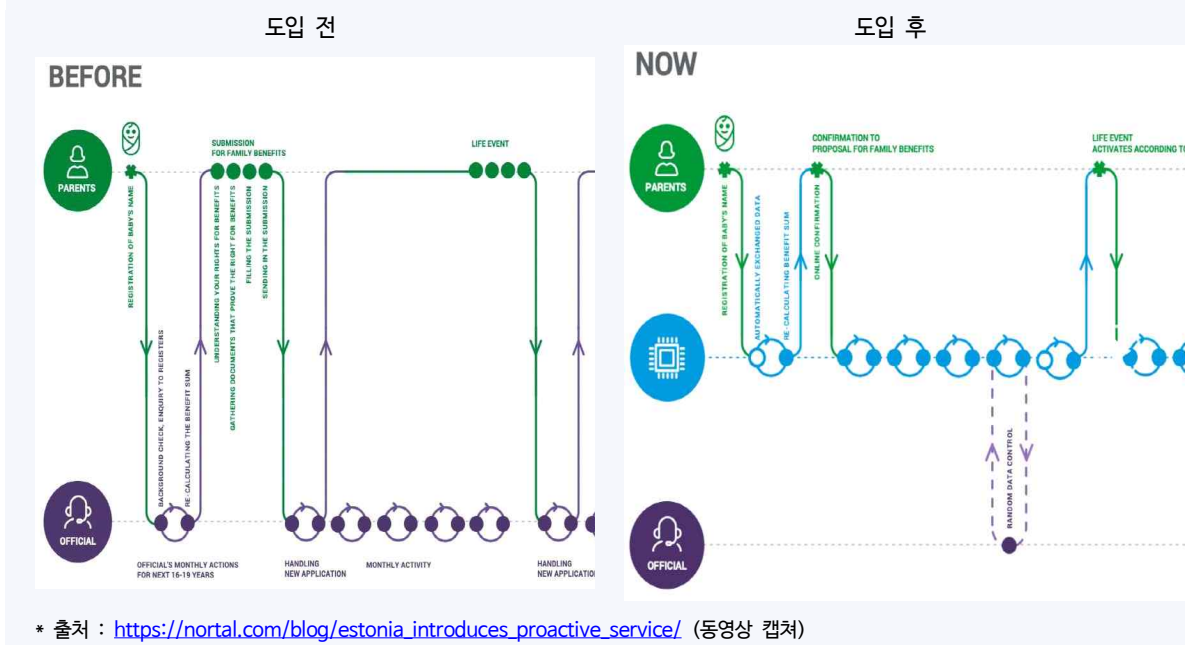 도입 전
BEFORE
PARENTS
REGISTRATION OF BABY'S NAME
SUBMISSION
FOR FAMILY BENEFITS
UNDERSTANDING YOUR RIGHTS FOR BENEFITS
GATHERING DOCUMENTS THAT PROVE THE RIGHT FOR BENEFITS
FILLING THE SUBMISSION
SENDING IN THE SUBMISSION
LIFE EVENT
BACKGROUND CHECK, ENQUIRY TO REGISTERS
RE-CALCULATING THE BENEFIT SUM
OFFICIAL
OFFICIAL'S MONTHLY ACTIONS
FOR NEXT 16-19 YEARS
HANDLING
NEW APPLICATION
MONTHLY ACTIVITY
HANDLING
NEW APPLICATIO
도입 후
NOW
PARENTS
REGISTRATION OF BABY'S NAME
AUTOMATICALLY EXCHANGED DATA
RE-CALCULATING BENEFIT SUM
CONFIRMATION TO
PROPOSAL FOR FAMILY BENEFITS
ONLINE CONFIRMATION
LIFE EVENT
ACTIVATES ACCORDING TO
RANDOM DATA CONTROL
OFFICIAL
* 출처 : https://nortal.com/blog/estonia_introduces_proactive_service/ (동영상 캡쳐)